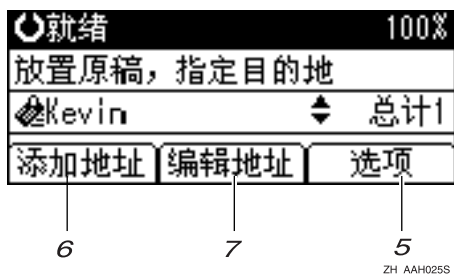 就绪 100%
放置原稿，指定目的地
Kevin 总计1
添加地址 编辑地址 选项
6 7 5
ZH AAH025S